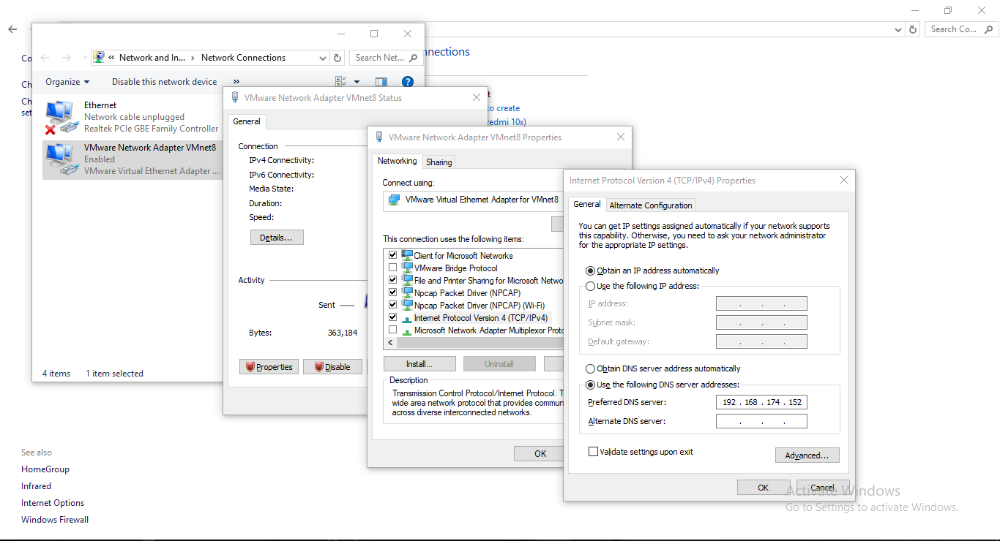 Search Co...
Co
Ch
Ch
set
nnections
t
to create
redmi 10x)
See also
HomeGroup
Infrared
Internet Options
Windows Firewall
« Network and In... › Network Connections
Search Net...
Organize
Disable this network device
»
Ethernet
Network cable unplugged
Realtek PCIe GBE Family Controller
VMware Network Adapter VMnet8
Enabled
VMware Virtual Ethernet Adapter ...
4 items
1 item selected
VMware Network Adapter VMnet8 Status
General
Connection
IPv4 Connectivity:
IPv6 Connectivity:
Media State:
Duration:
Speed:
Details...
Activity
Sent
Bytes:
363,184
Properties
Disable
VMware Network Adapter VMnet8 Properties
Networking
Sharing
Connect using:
VMware Virtual Ethernet Adapter for VMnet8
This connection uses the following items:
Client for Microsoft Networks
VMware Bridge Protocol
File and Printer Sharing for Microsoft Netwo
Npcap Packet Driver (NPCAP)
Npcap Packet Driver (NPCAP) (Wi-Fi)
Internet Protocol Version 4 (TCP/IPv4)
Microsoft Network Adapter Multiplexor Proto
Install...
Uninstall
Description
Transmission Control Protocol/Internet Protocol. T
wide area network protocol that provides commun
across diverse interconnected networks.
OK
Internet Protocol Version 4 (TCP/IPv4) Properties
General
Alternate Configuration
You can get IP settings assigned automatically if your network supports
this capability. Otherwise, you need to ask your network administrator
for the appropriate IP settings.
Obtain an IP address automatically
Use the following IP address:
IP address:
. . .
Subnet mask:
. . .
Default gateway:
. . .
Obtain DNS server address automatically
Use the following DNS server addresses:
Preferred DNS server:
192 . 168 . 174 . 152
Alternate DNS server:
. . .
Validate settings upon exit
Advanced...
OK
Cancel
Activate Windows
Go to Settings to activate Windows.